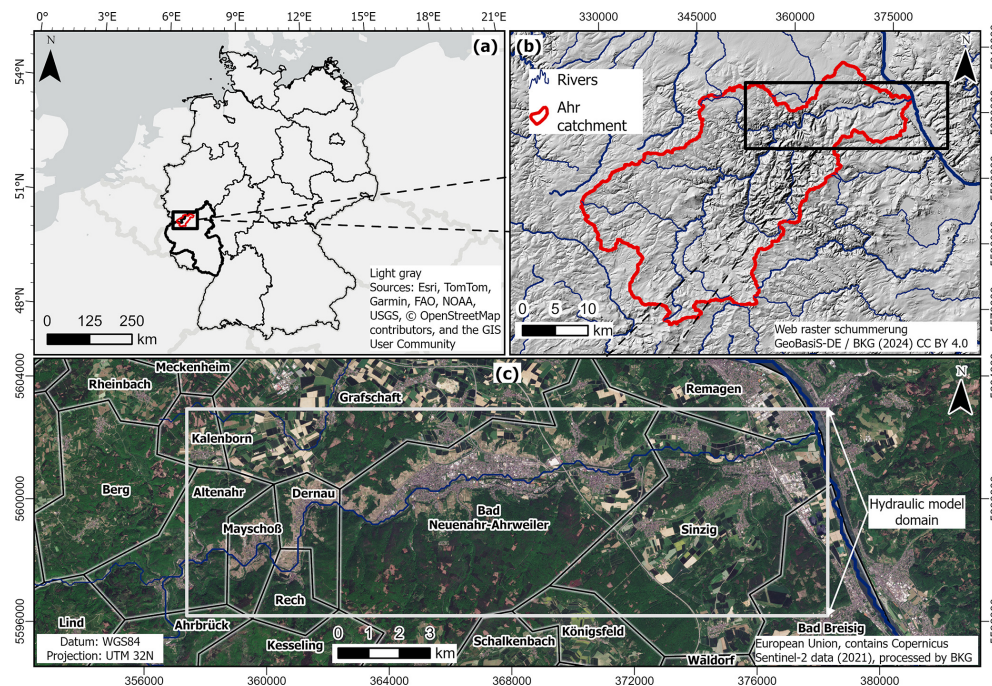 0° 3°E 6°E 9°E 12°E 15°E 18°E 21°E
330000 345000 360000 375000
54°N
51°N
48°N
N
(a)
Light gray
Sources: Esri, TomTom,
Garmin, FAO, NOAA,
USGS, © OpenStreetMap
contributors, and the GIS
User Community
0 125 250
km
(b)
N
Rivers
Ahr
catchment
0 5 10
km
Web raster schummerung
GeoBasiS-DE / BKG (2024) CC BY 4.0
(c)
N
5604000
5600000
5596000
Meckenheim
Rheinbach
Grafschaft
Remagen
Kalenborn
Berg
Altenahr
Dernau
Mayschoß
Bad
Neuenahr-Ahrweiler
Sinzig
Hydraulic model
domain
Rech
Lind
Ahrbrück
Kesseling
Schalkenbach
Königsfeld
Waldorf
Bad Breisig
Datum: WGS84
Projection: UTM 32N
0 1 2 3
km
European Union, contains Copernicus
Sentinel-2 data (2021), processed by BKG
356000 360000 364000 368000 372000 376000 380000